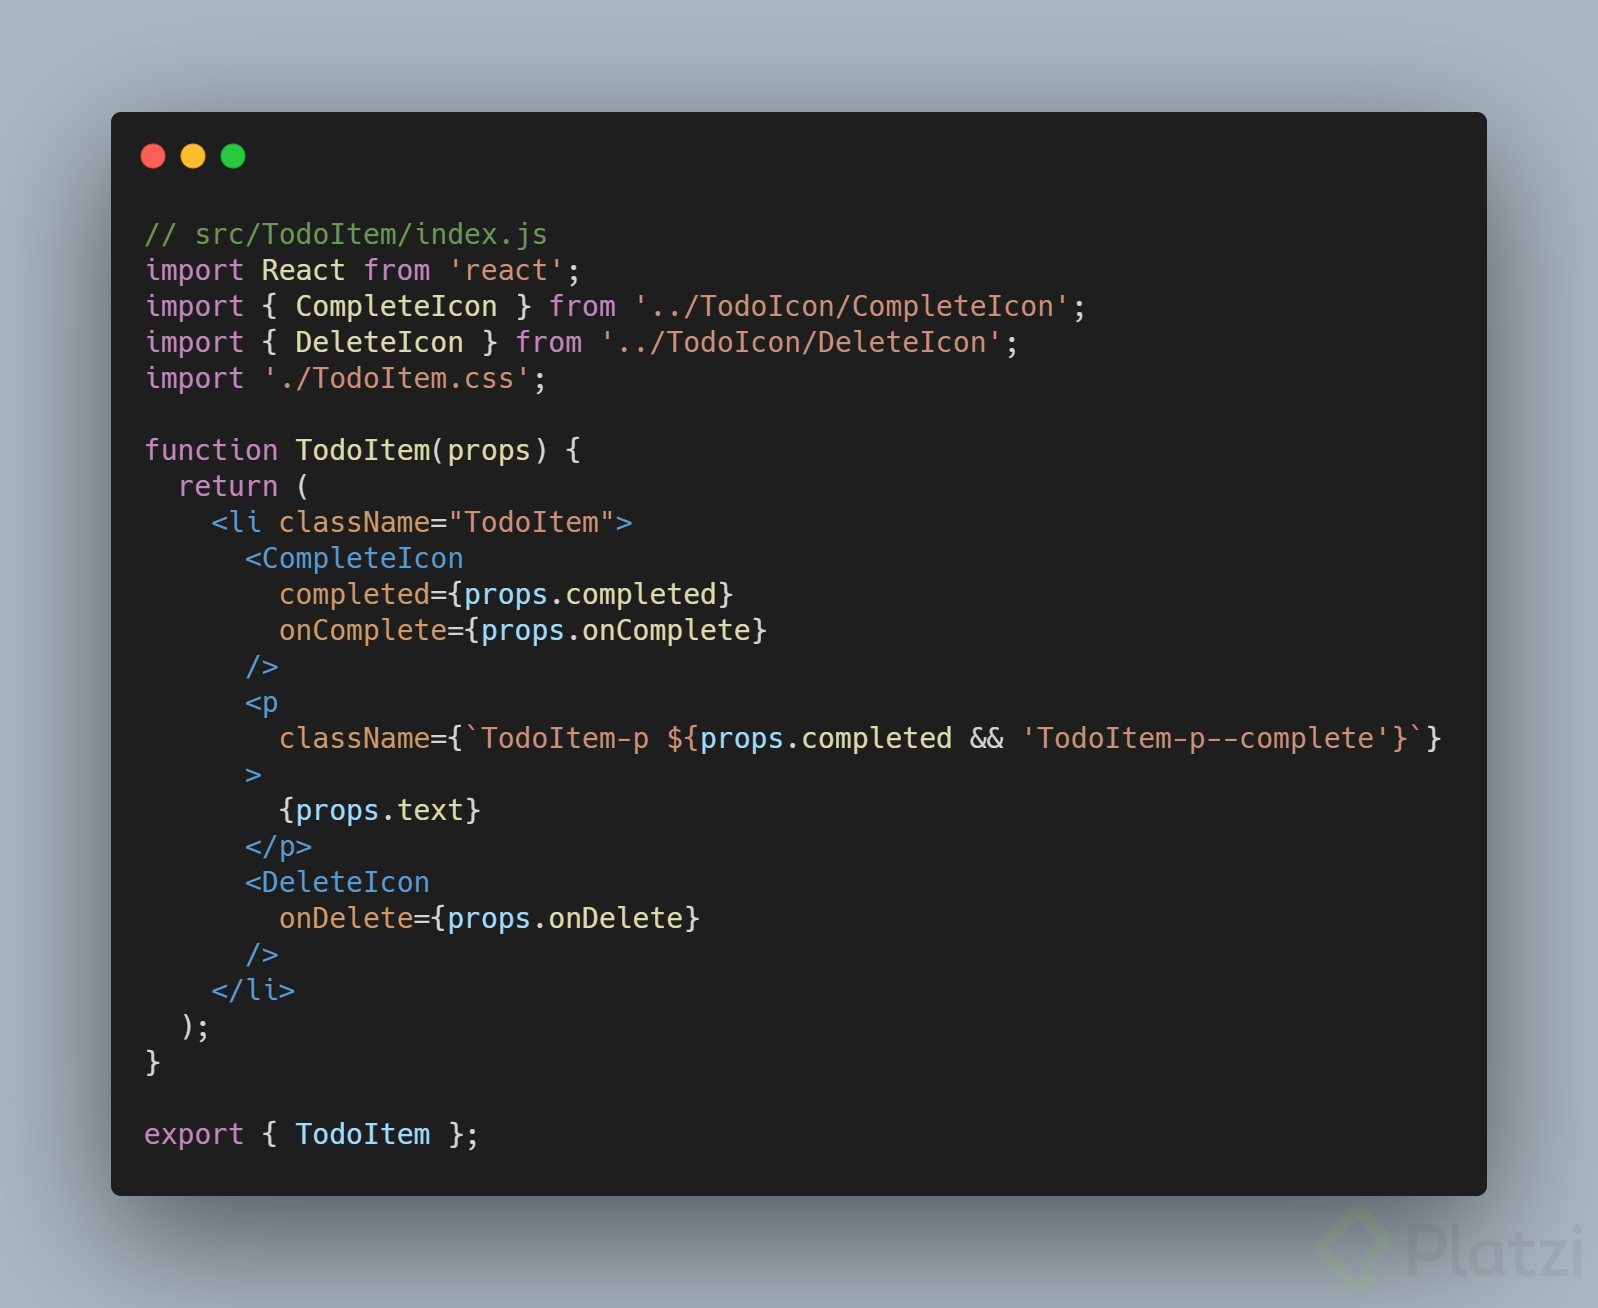 // src/TodoItem/index.js
import React from 'react';
import { CompleteIcon } from '../TodoIcon/CompleteIcon';
import { DeleteIcon } from '../TodoIcon/DeleteIcon';
import './TodoItem.css';

function TodoItem(props) {
  return (
    <li className="TodoItem">
      <CompleteIcon
        completed={props.completed}
        onComplete={props.onComplete}
      />
      <p
        className={`TodoItem-p ${props.completed && 'TodoItem-p--complete'}`}
      >
        {props.text}
      </p>
      <DeleteIcon
        onDelete={props.onDelete}
      />
    </li>
  );
}

export { TodoItem };
Platzi